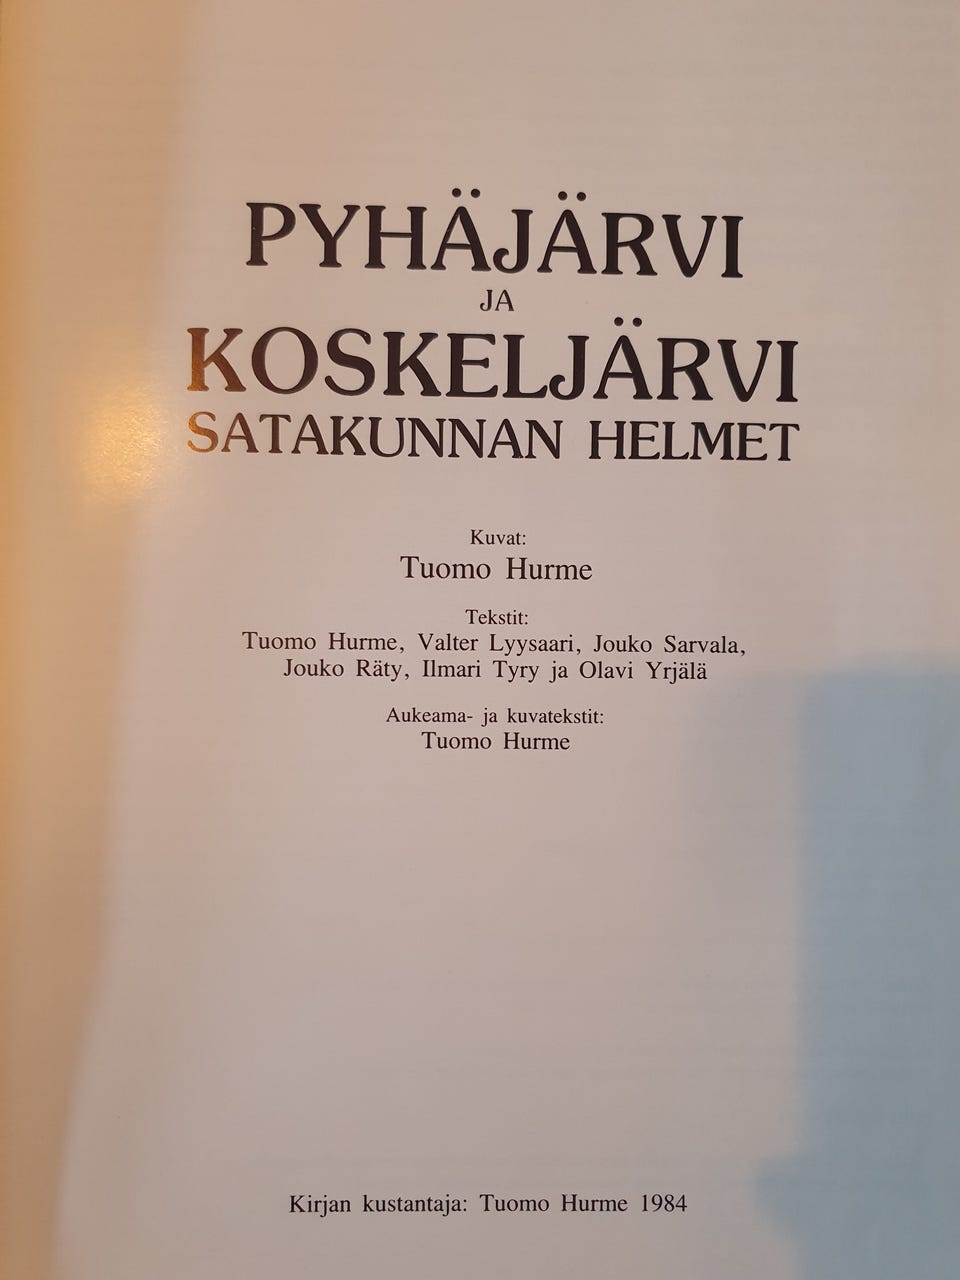 PYHÄJÄRVI
JA
KOSKELJÄRVI
SATAKUNNAN HELMET
Kuvat:
Tuomo Hurme
Tekstit:
Tuomo Hurme, Valter Lyysaari, Jouko Sarvala,
Jouko Räty, Ilmari Tyry ja Olavi Yrjälä
Aukeama- ja kuvatekstit:
Tuomo Hurme
Kirjan kustantaja: Tuomo Hurme 1984